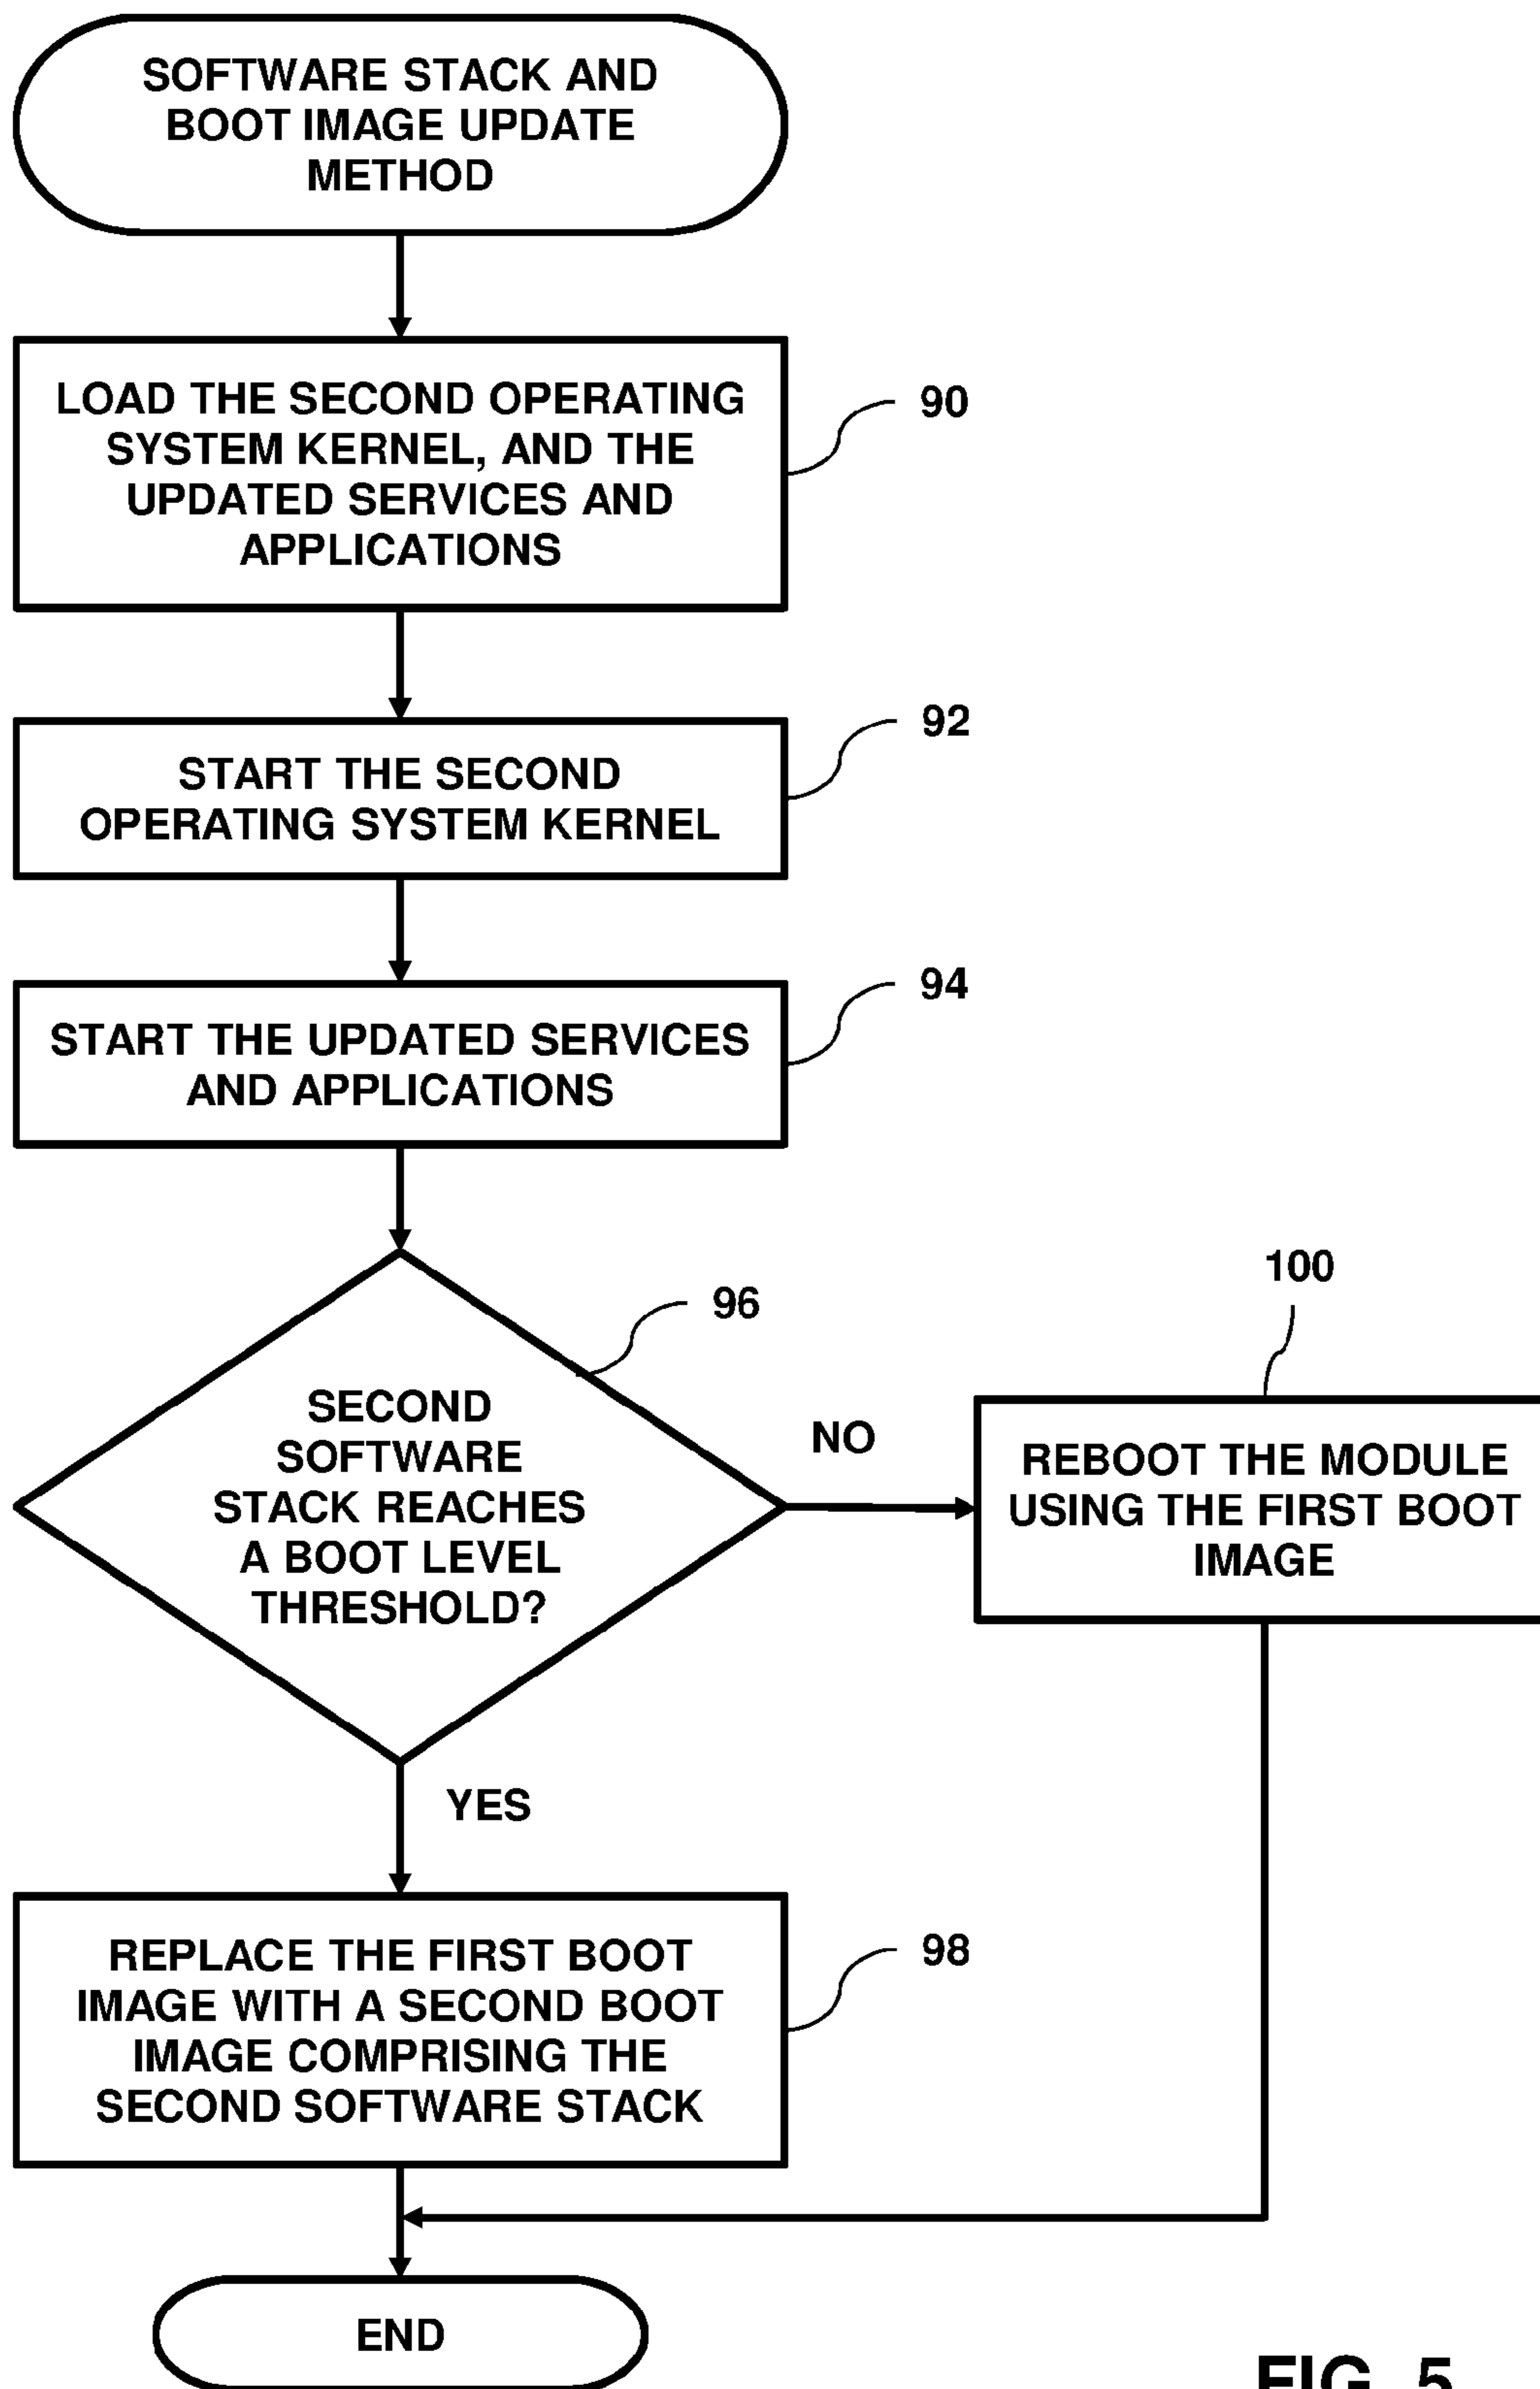 SOFTWARE STACK AND
BOOT IMAGE UPDATE
METHOD
LOAD THE SECOND OPERATING
SYSTEM KERNEL, AND THE
UPDATED SERVICES AND
APPLICATIONS
90
START THE SECOND
OPERATING SYSTEM KERNEL
92
START THE UPDATED SERVICES
AND APPLICATIONS
94
SECOND
SOFTWARE
STACK REACHES
A BOOT LEVEL
THRESHOLD?
96
NO
100
REBOOT THE MODULE
USING THE FIRST BOOT
IMAGE
YES
REPLACE THE FIRST BOOT
IMAGE WITH A SECOND BOOT
IMAGE COMPRISING THE
SECOND SOFTWARE STACK
98
END
FIG. 5